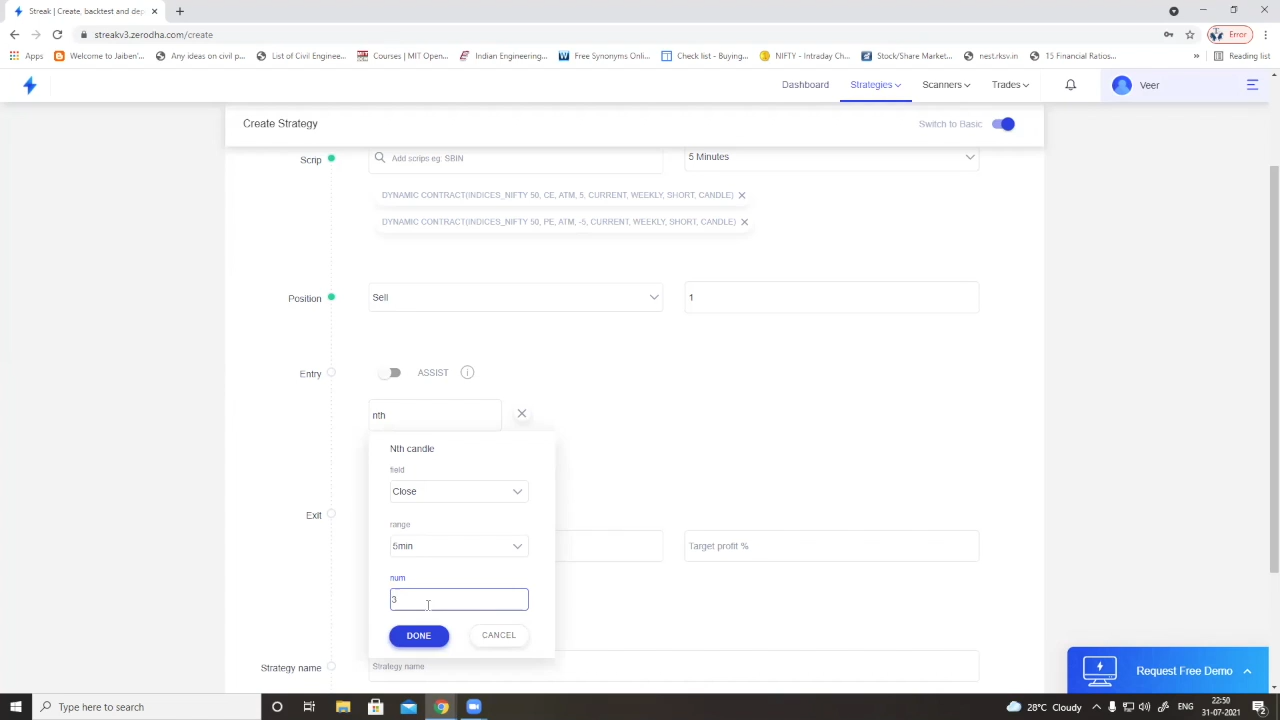 Streak | Create, backtest and dep
streakv3.zerodha.com/create
Error
Apps
Welcome to Jaiben'...
Any ideas on civil p...
List of Civil Engine...
Courses | MIT Open...
Indian Engineering...
Free Synonyms Onli...
Check list - Buying...
NIFTY - Intraday Ch...
Stock/Share Market...
nest.rksv.in
15 Financial Ratios...
»
Reading list
Dashboard
Strategies
Scanners
Trades
Veer
Create Strategy
Switch to Basic
Scrip
Add scrips eg: SBIN
5 Minutes
DYNAMIC CONTRACT(INDICES_NIFTY 50, CE, ATM, 5, CURRENT, WEEKLY, SHORT, CANDLE)
DYNAMIC CONTRACT(INDICES_NIFTY 50, PE, ATM, -5, CURRENT, WEEKLY, SHORT, CANDLE)
Position
Sell
1
Entry
ASSIST
nth
Nth candle
field
Close
range
5min
num
3
DONE
CANCEL
Exit
Target profit %
Strategy name
Strategy name
Request Free Demo
Type here to search
28°C Cloudy
ENG
22:50
31-07-2021
2